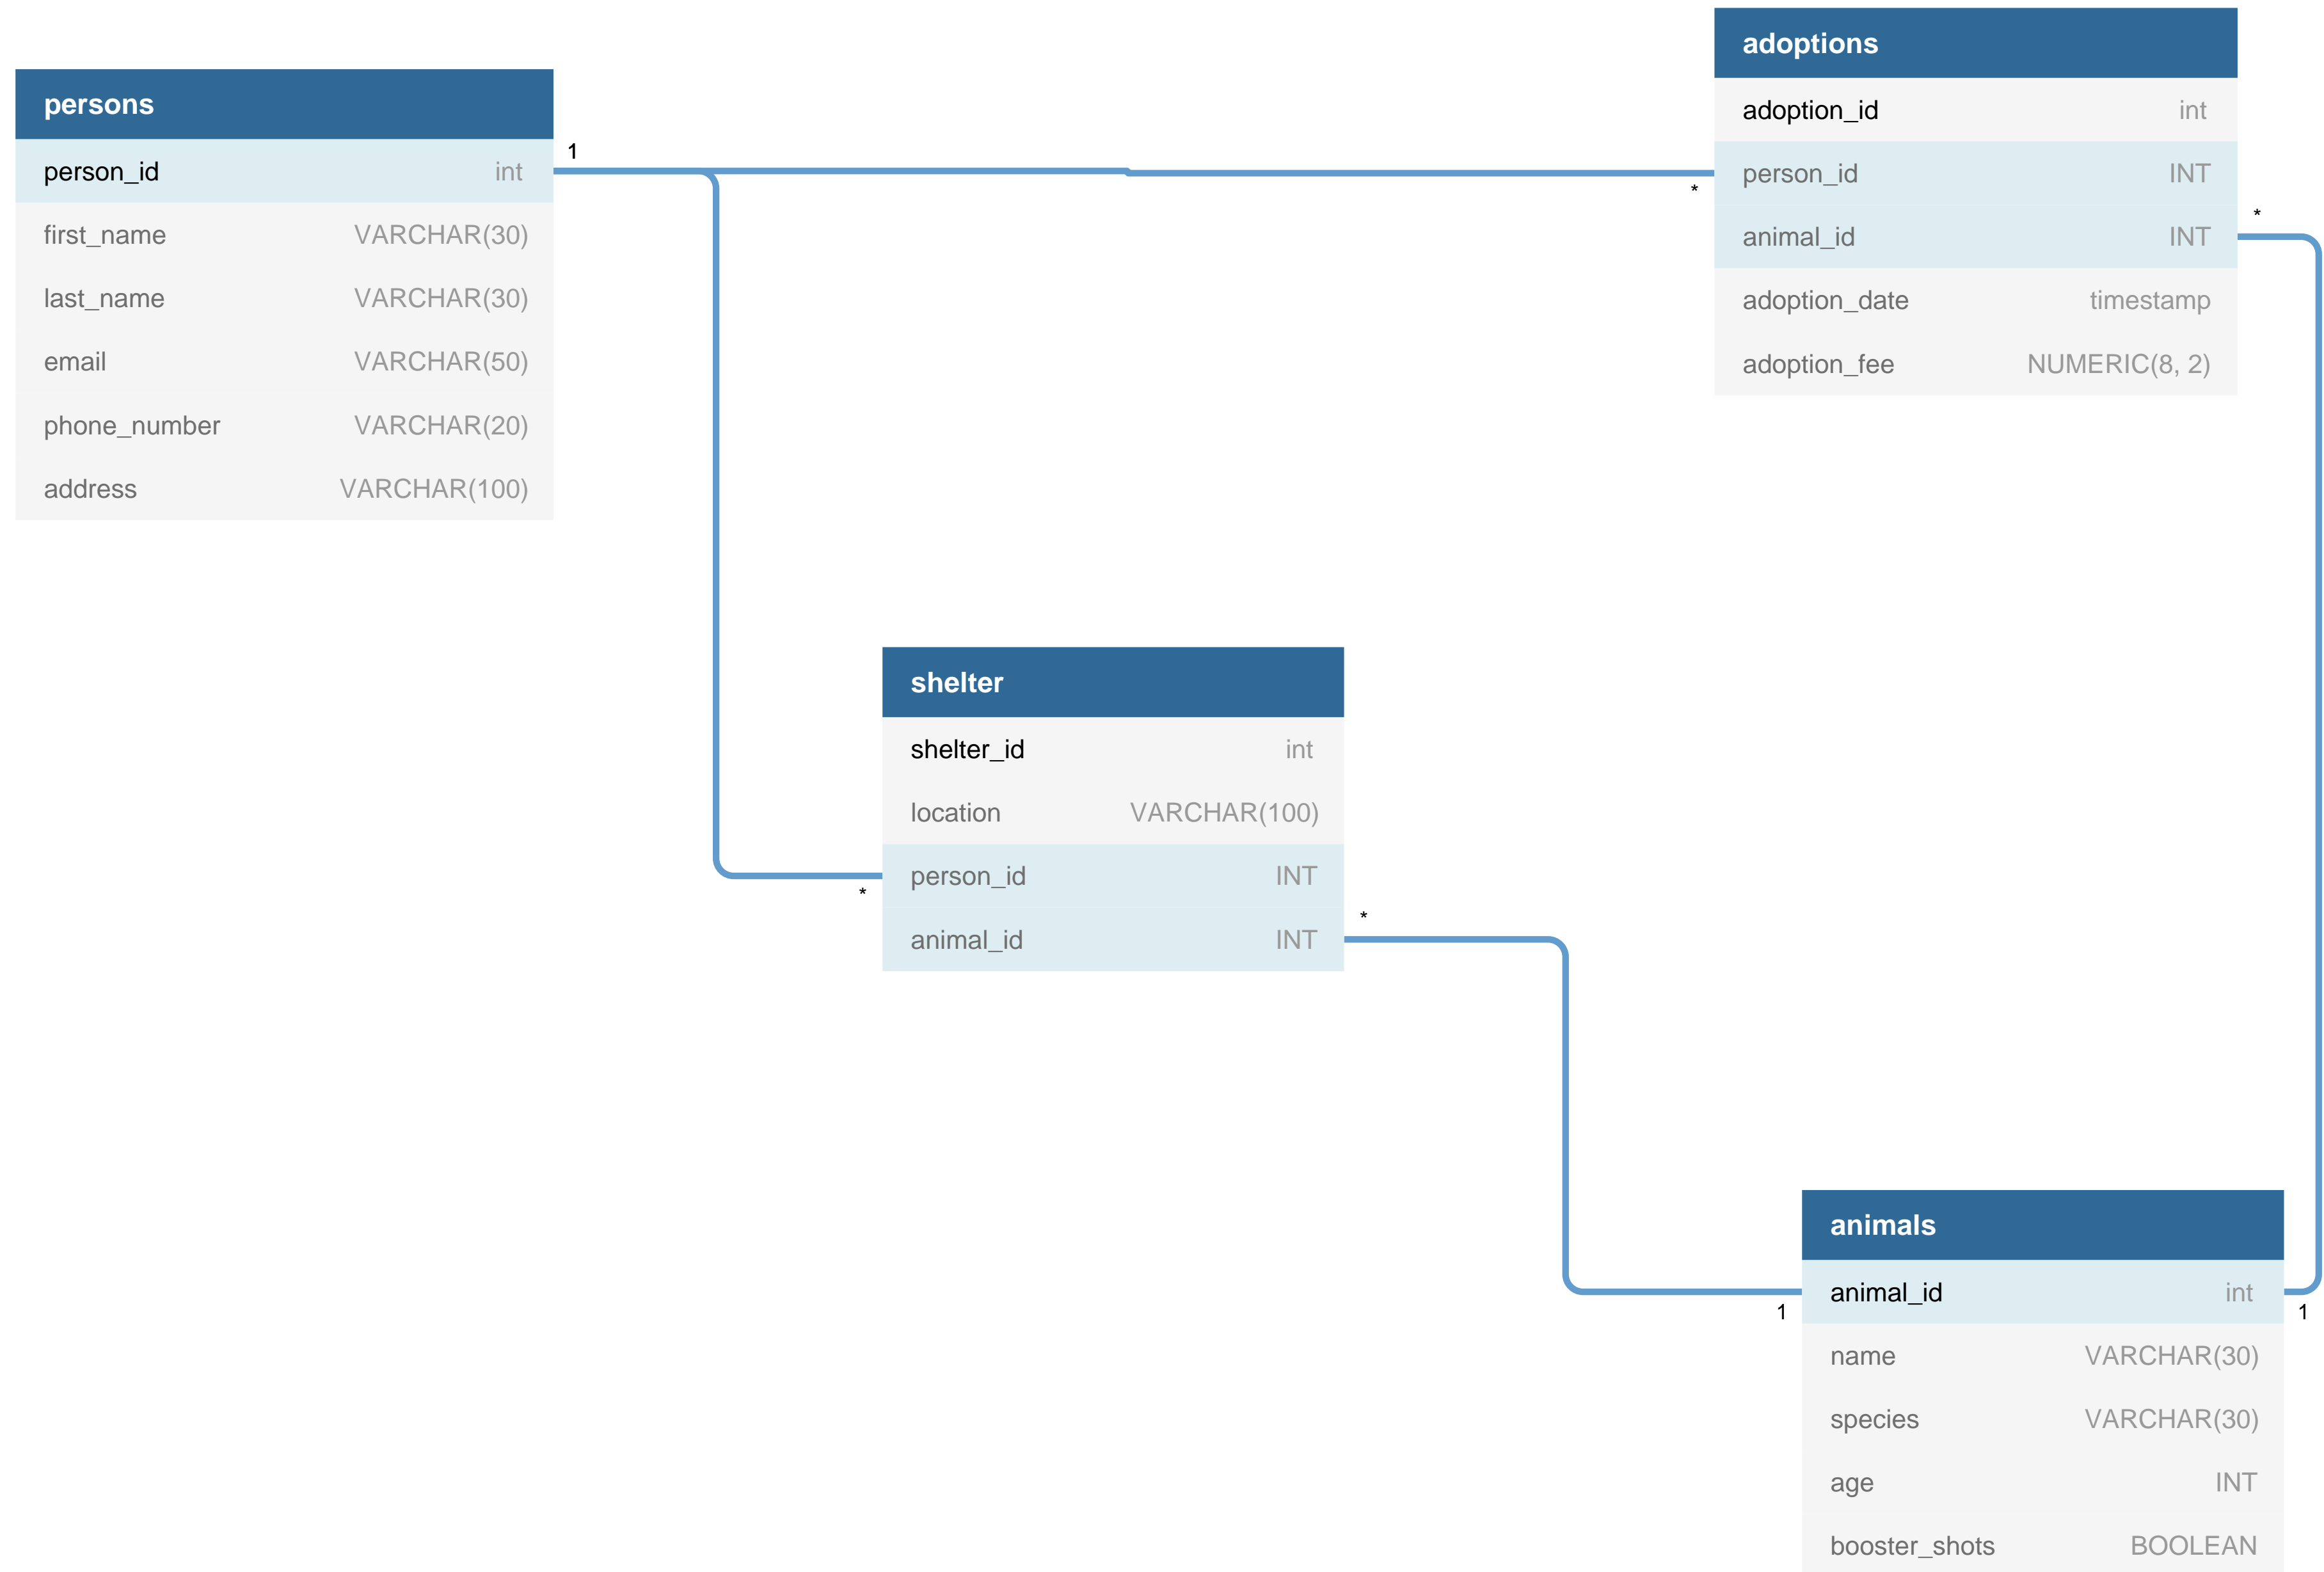 persons
person_id int
first_name VARCHAR(30)
last_name VARCHAR(30)
email VARCHAR(50)
phone_number VARCHAR(20)
address VARCHAR(100)
1
*
adoptions
adoption_id int
person_id INT
animal_id INT
adoption_date timestamp
adoption_fee NUMERIC(8, 2)
*
shelter
shelter_id int
location VARCHAR(100)
person_id INT
animal_id INT
*
*
animals
animal_id int
name VARCHAR(30)
species VARCHAR(30)
age INT
booster_shots BOOLEAN
1
1